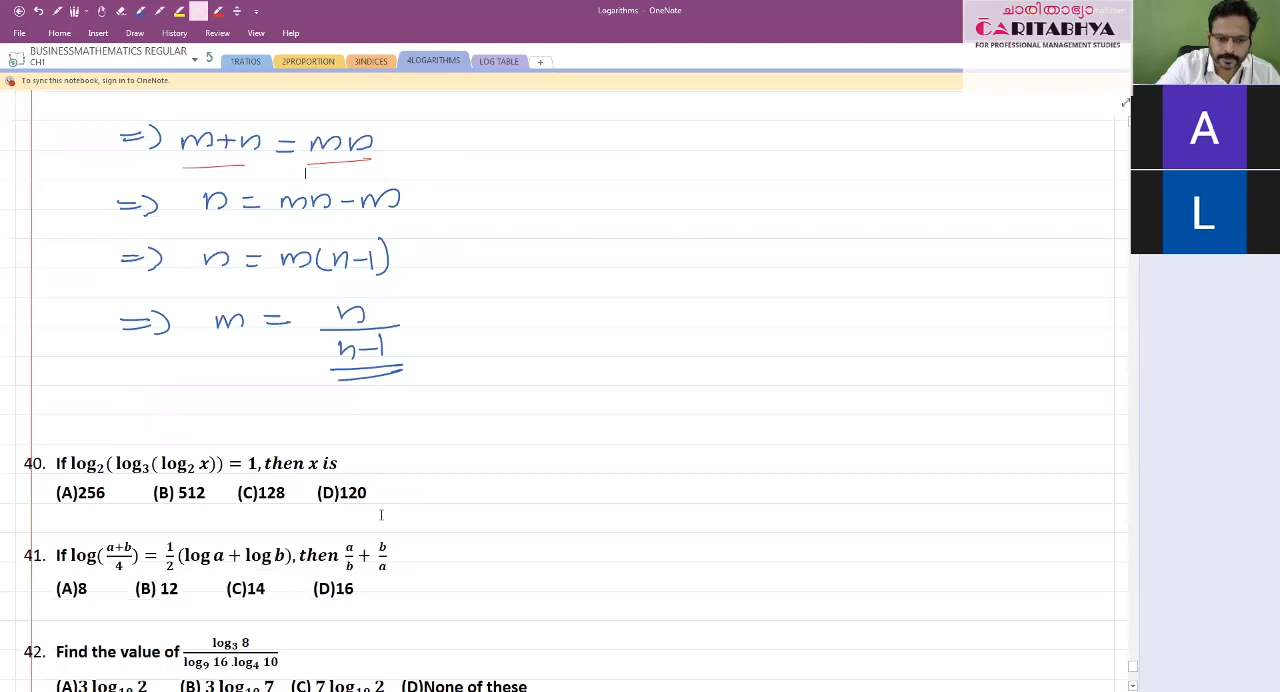 Logarithms - OneNote
ചാരിതാഭ്യാ
CARITABHYA
FOR PROFESSIONAL MANAGEMENT STUDIES
File Home Insert Draw History Review View Help
BUSINESSMATHEMATICS REGULAR
CH1
1RATIOS 2PROPORTION 3INDICES 4LOGARITHMS LOG TABLE +
To sync this notebook, sign in to OneNote.
A
L
=> m+n = mn
=> n = mn-m
=> n = m(n-1)
=> m = n/(n-1)
40. If log₂(log₃(log₂ x)) = 1, then x is
(A)256 (B) 512 (C)128 (D)120
41. If log((a+b)/4) = 1/2 (log a + log b), then a/b + b/a
(A)8 (B) 12 (C)14 (D)16
42. Find the value of log₃ 8 / (log₉ 16 .log₄ 10)
(A)3 log₁₀ 2 (B) 3 log₁₀ 7 (C) 7 log₁₀ 2 (D)None of these